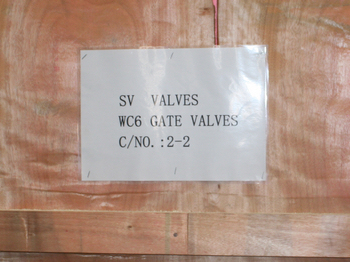 SV VALVES
WC6 GATE VALVES
C/NO.:2-2